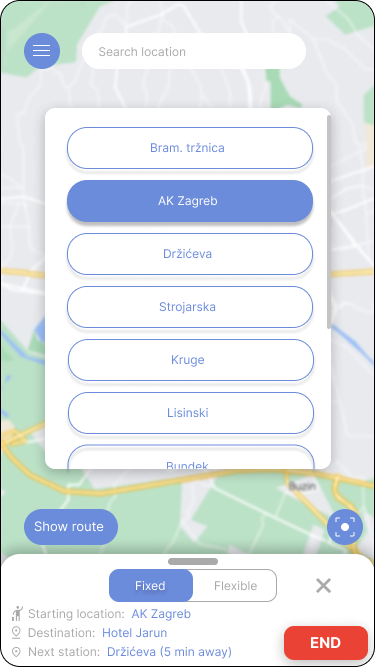 Search location
Bram. tržnica
AK Zagreb
Držićeva
Strojarska
Kruge
Lisinski
Bundek
Buzin
Show route
Fixed
Flexible
Starting location: AK Zagreb
Destination: Hotel Jarun
Next station: Držićeva (5 min away)
END